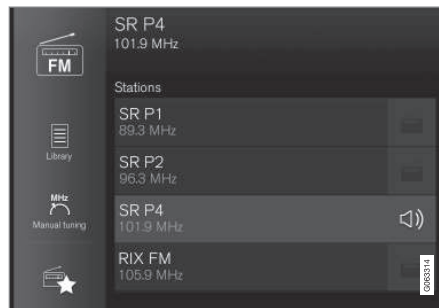 SR P4
101.9 MHz
FM
Stations
SR P1
89.3 MHz
Library
SR P2
96.3 MHz
MHz
Manual tuning
SR P4
101.9 MHz
RIX FM
105.9 MHz
G063314